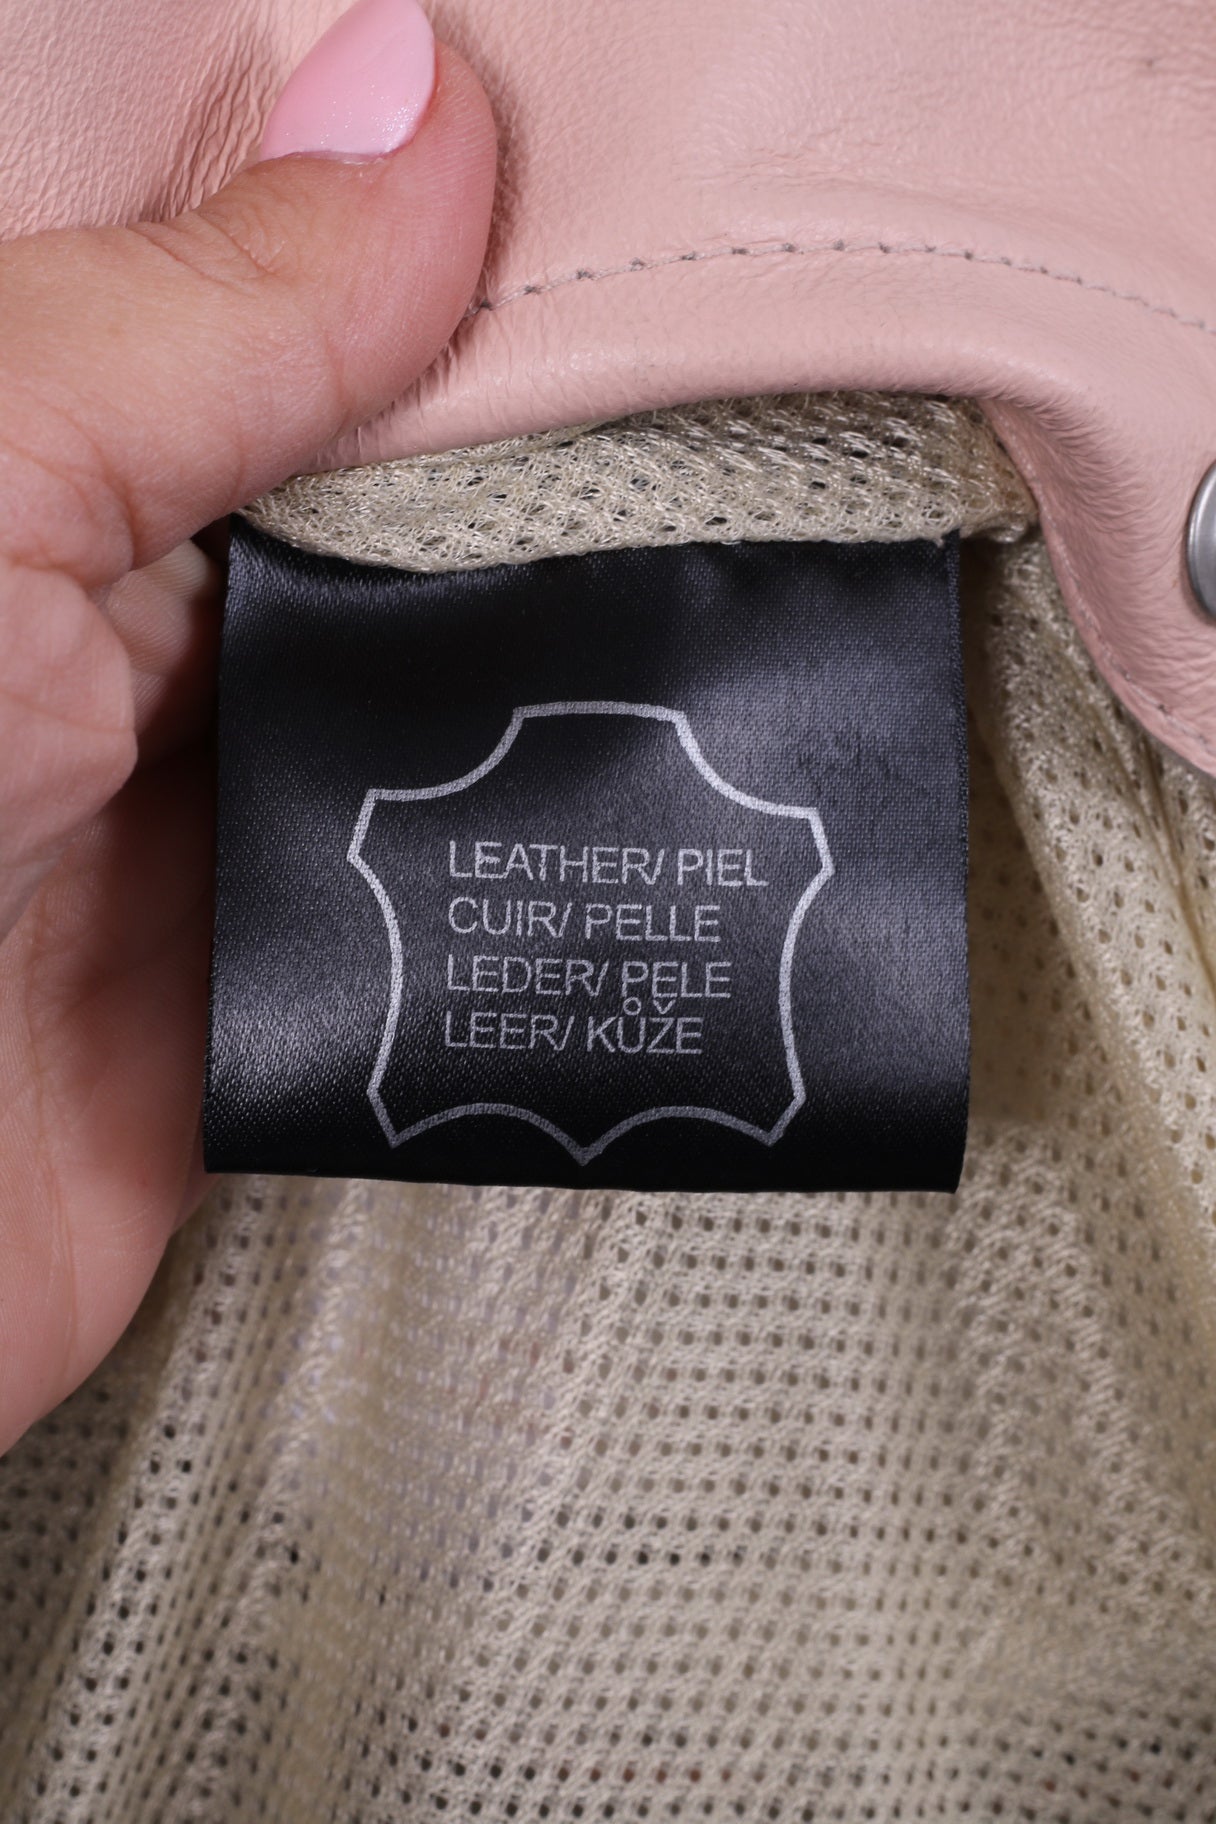 LEATHER/ PIEL
CUIR/ PELLE
LEDER/ PELE
LEER/ KŮŽE